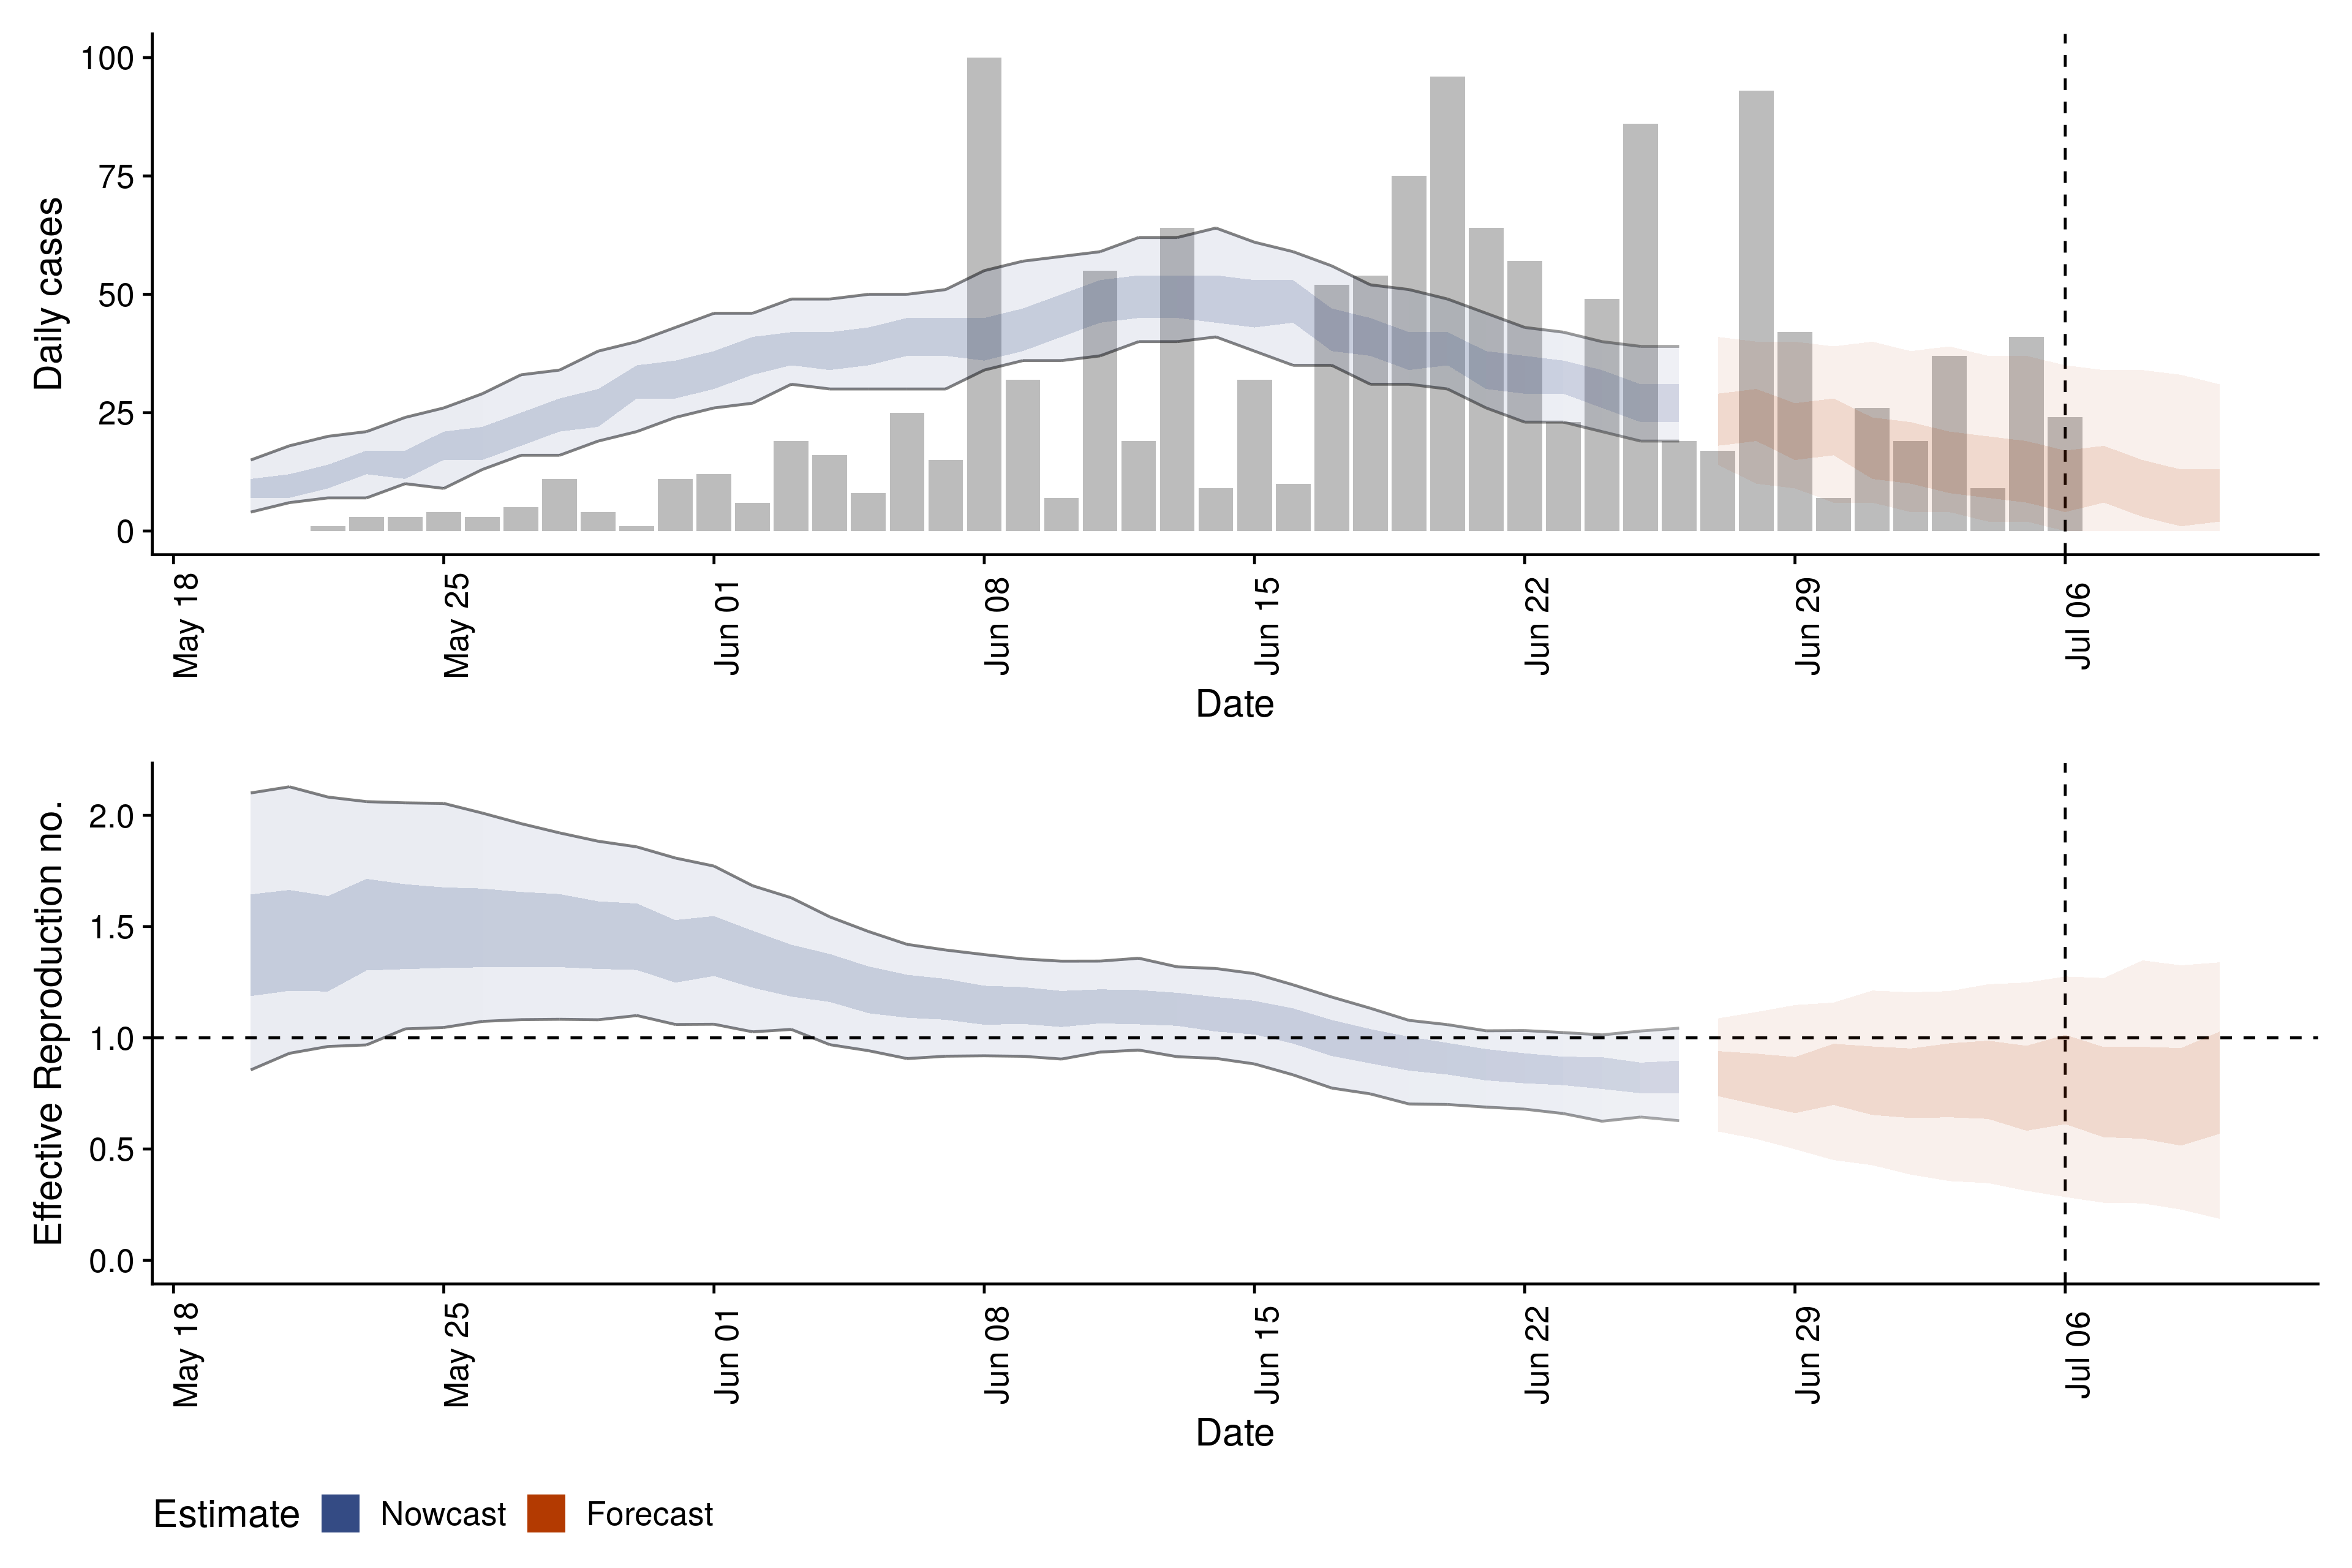 Daily cases
100
75
50
25
0
May 18
May 25
Jun 01
Jun 08
Jun 15
Jun 22
Jun 29
Jul 06
Date
Effective Reproduction no.
2.0
1.5
1.0
0.5
0.0
May 18
May 25
Jun 01
Jun 08
Jun 15
Jun 22
Jun 29
Jul 06
Date
Estimate Nowcast Forecast